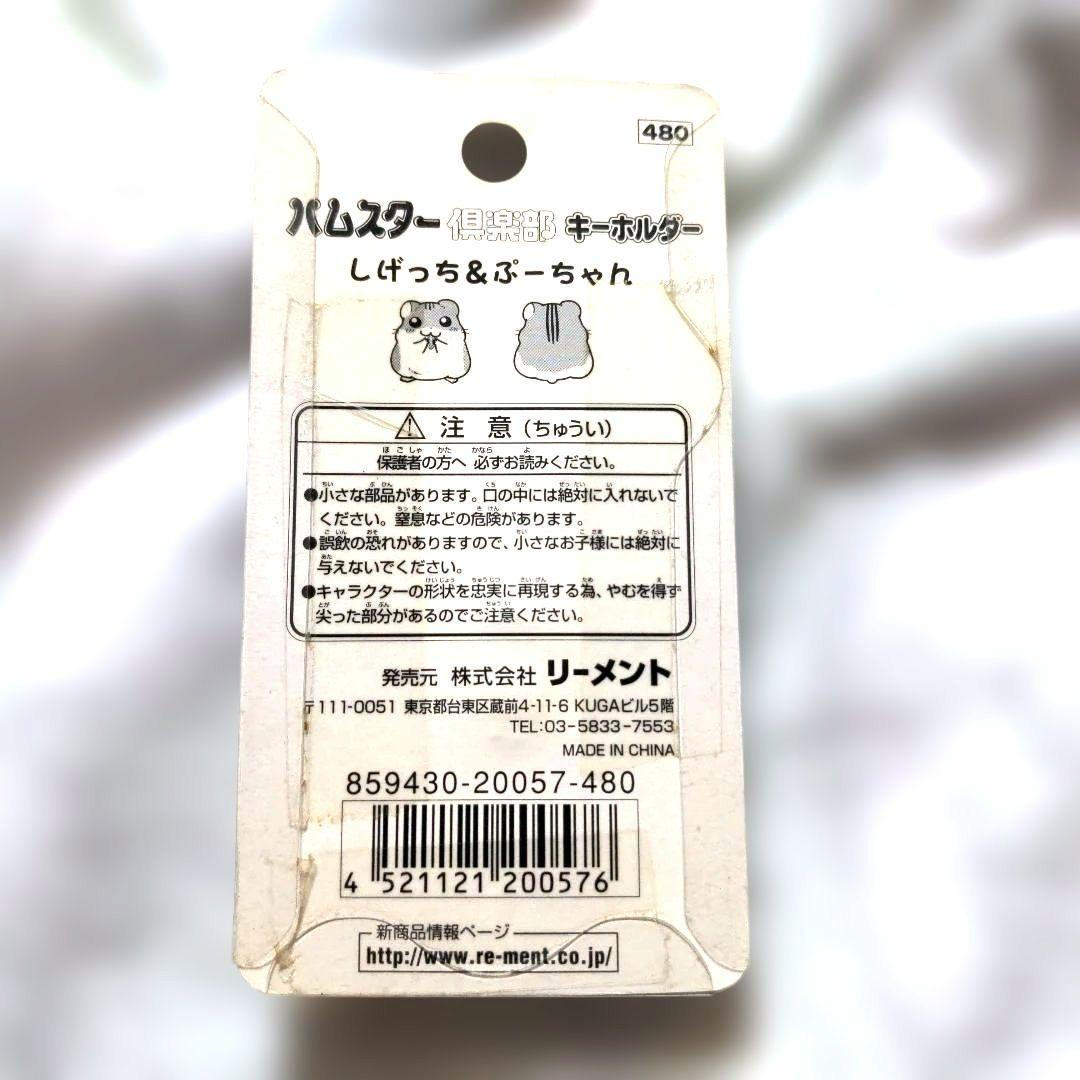 480
ハムスター倶楽部 キーホルダー
しげっち&ぷーちゃん
注 意(ちゅうい)
保護者の方へ 必ずお読みください。
●小さな部品があります。口の中には絶対に入れないで
ください。窒息などの危険があります。
●誤飲の恐れがありますので、小さなお子様には絶対に
与えないでください。
●キャラクターの形状を忠実に再現する為、やむを得ず
尖った部分があるのでご注意ください。
発売元 株式会社 リーメント
〒111-0051 東京都台東区蔵前4-11-6 KUGAビル5階
TEL:03-5833-7553
MADE IN CHINA
859430-20057-480
4 521121 200576
新商品情報ページ
http://www.re-ment.co.jp/